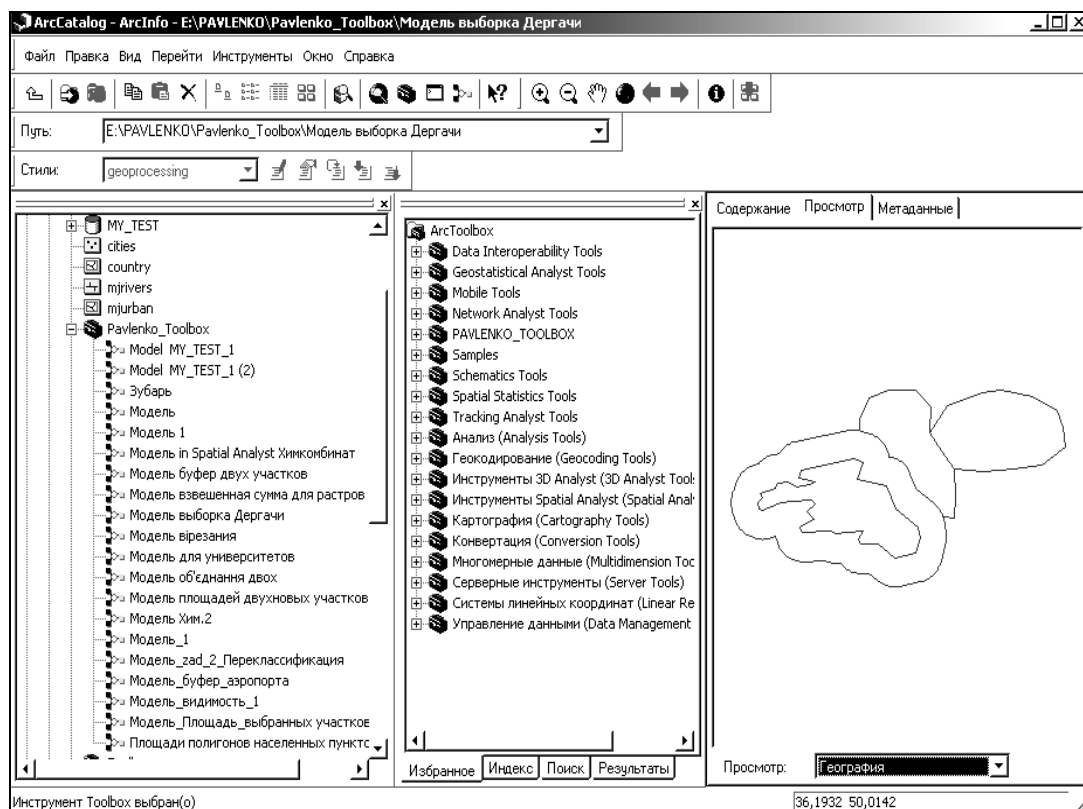 ArcCatalog - ArcInfo - E:\PAVLENKO\Pavlenko_Toolbox\Модель выборка Дергачи
Файл Правка Вид Перейти Инструменты Окно Справка
Путь: E:\PAVLENKO\Pavlenko_Toolbox\Модель выборка Дергачи
Стили: geoprocessing
MY_TEST
cities
country
mjrivers
mjurban
Pavlenko_Toolbox
Model MY_TEST_1
Model MY_TEST_1 (2)
Зубарь
Модель
Модель 1
Модель in Spatial Analyst Химкомбинат
Модель буфер двух участков
Модель взвешенная сумма для растров
Модель выборка Дергачи
Модель вірезания
Модель для университетов
Модель об'єднання двох
Модель площадей двухновых участков
Модель Хим.2
Модель_1
Модель_zad_2_Переклассификация
Модель_буфер_аэропорта
Модель_видимость_1
Модель_Площадь_выбранных участков
Площади полигонов населенных пункто
ArcToolbox
Data Interoperability Tools
Geostatistical Analyst Tools
Mobile Tools
Network Analyst Tools
PAVLENKO_TOOLBOX
Samples
Schematics Tools
Spatial Statistics Tools
Tracking Analyst Tools
Анализ (Analysis Tools)
Геокодирование (Geocoding Tools)
Инструменты 3D Analyst (3D Analyst Tool
Инструменты Spatial Analyst (Spatial Anal
Картография (Cartography Tools)
Конвертация (Conversion Tools)
Многомерные данные (Multidimension Too
Серверные инструменты (Server Tools)
Системы линейных координат (Linear Re
Управление данными (Data Management
Избранное Индекс Поиск Результаты
Содержание Просмотр Метаданные
Просмотр: География
Инструмент Toolbox выбран(о)
36,1932 50,0142